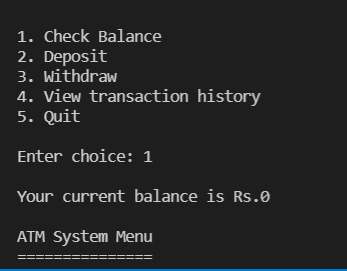 1. Check Balance
2. Deposit
3. Withdraw
4. View transaction history
5. Quit
Enter choice: 1
Your current balance is Rs.0
ATM System Menu
===============